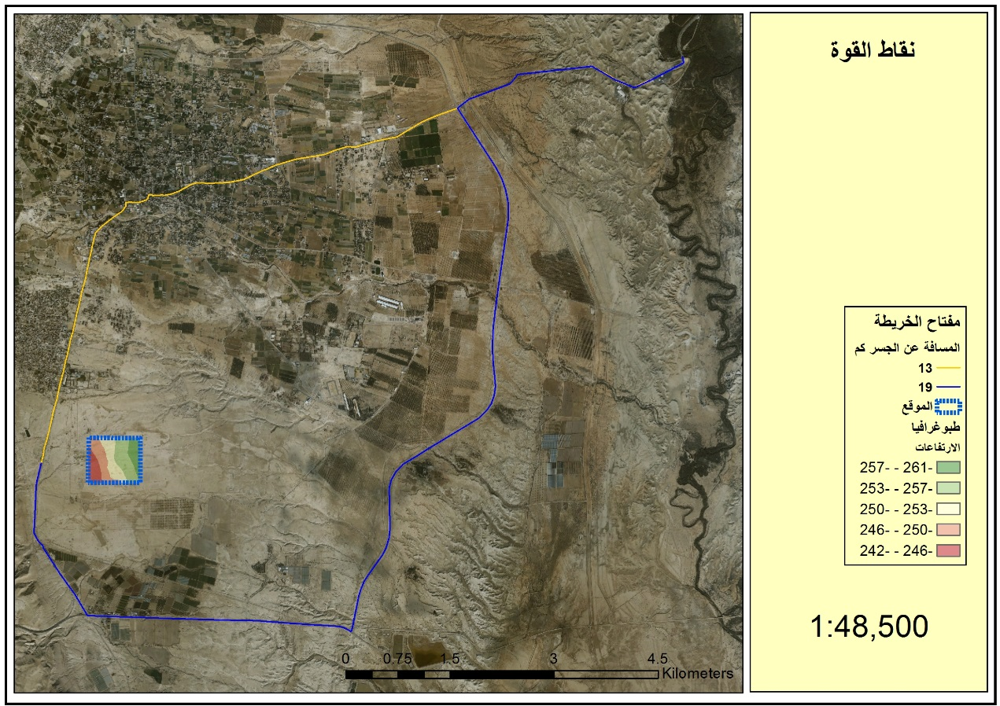 نقاط القوة
مفتاح الخريطة
المسافة عن الجسر كم
13
19
الموقع
طبوغرافيا
الارتفاعات
257- - 261-
253- - 257-
250- - 253-
246- - 250-
242- - 246-
1:48,500
0 0.75 1.5 3 4.5
Kilometers